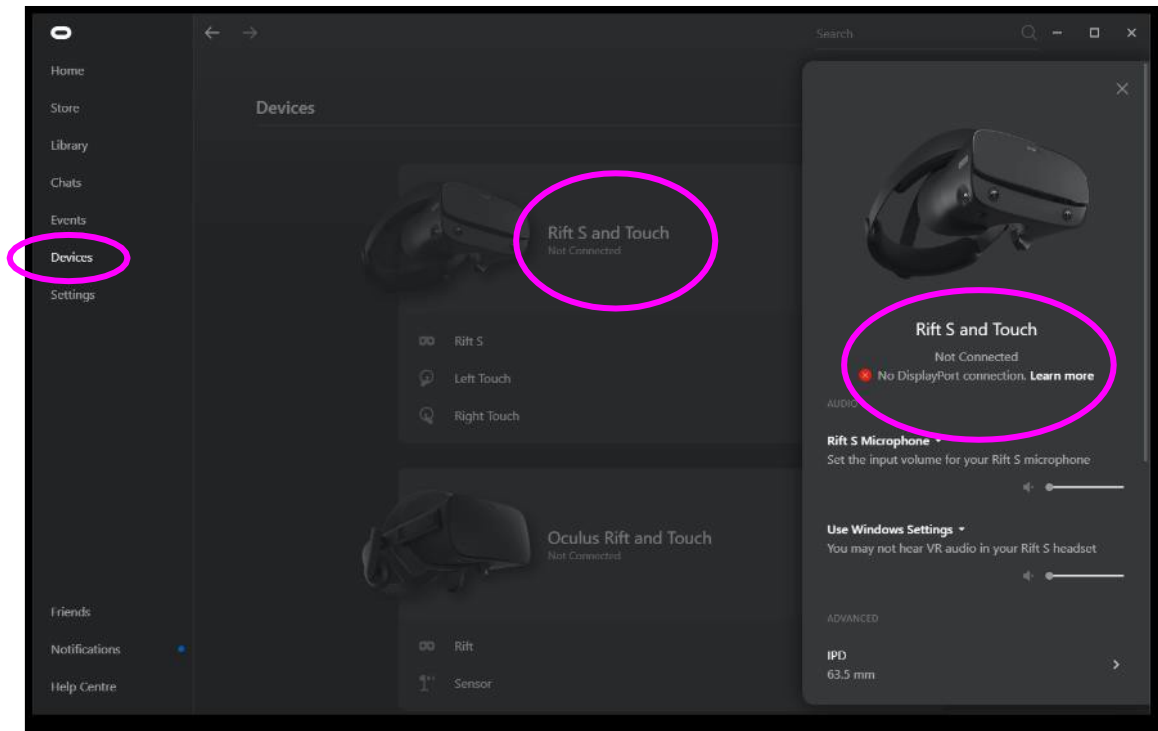 Search
Home
Store
Library
Chats
Events
Devices
Settings
Friends
Notifications
Help Centre
Devices
Rift S and Touch
Not Connected
Rift S
Left Touch
Right Touch
Oculus Rift and Touch
Not Connected
Rift
Sensor
Rift S and Touch
Not Connected
No DisplayPort connection. Learn more
AUDIO
Rift S Microphone
Set the input volume for your Rift S microphone
Use Windows Settings
You may not hear VR audio in your Rift S headset
ADVANCED
IPD
63.5 mm